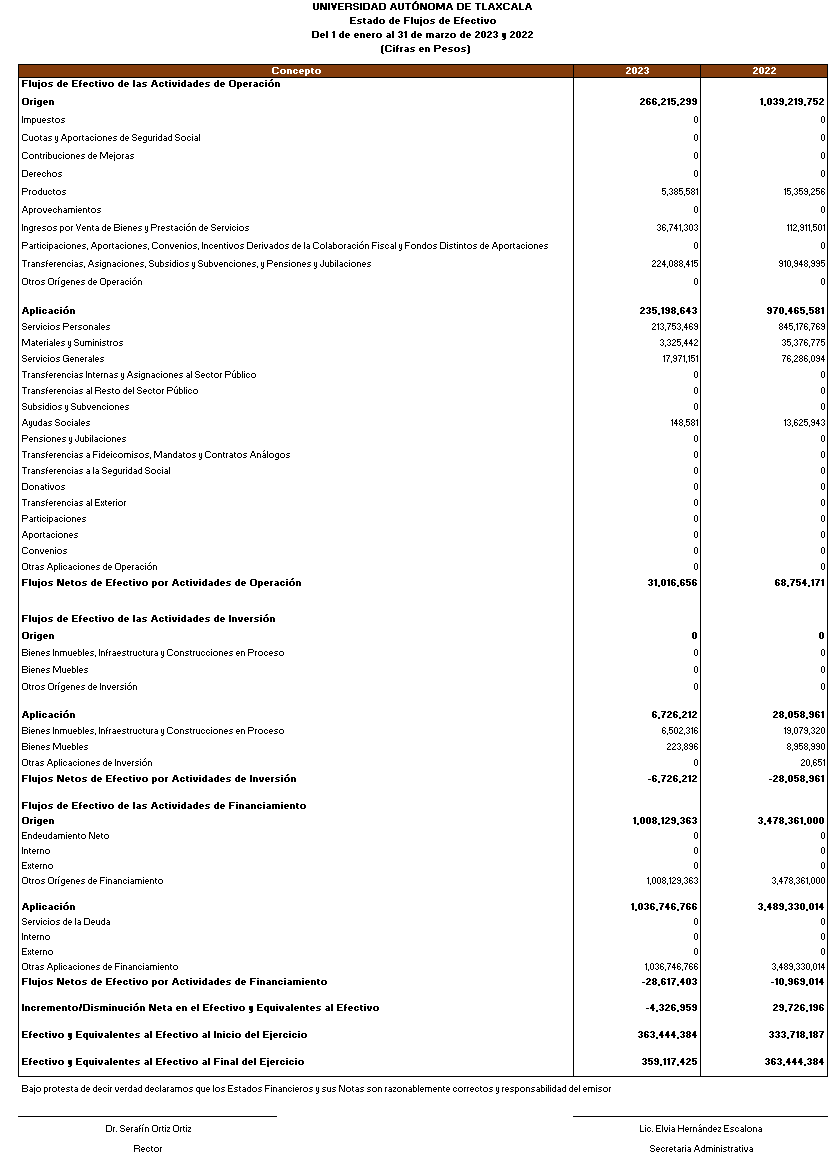 UNIVERSIDAD AUTÓNOMA DE TLAXCALA
Estado de Flujos de Efectivo
Del 1 de enero al 31 de marzo de 2023 y 2022
(Cifras en Pesos)
Concepto 2023 2022
Flujos de Efectivo de las Actividades de Operación
Origen 266,215,299 1,039,219,752
Impuestos 0 0
Cuotas y Aportaciones de Seguridad Social 0 0
Contribuciones de Mejoras 0 0
Derechos 0 0
Productos 5,385,581 15,359,256
Aprovechamientos 0 0
Ingresos por Venta de Bienes y Prestación de Servicios 36,741,303 112,911,501
Participaciones, Aportaciones, Convenios, Incentivos Derivados de la Colaboración Fiscal y Fondos Distintos de Aportaciones 0 0
Transferencias, Asignaciones, Subsidios y Subvenciones, y Pensiones y Jubilaciones 224,088,415 910,948,995
Otros Orígenes de Operación 0 0
Aplicación 235,198,643 970,465,581
Servicios Personales 213,753,469 845,176,769
Materiales y Suministros 3,325,442 35,376,775
Servicios Generales 17,971,151 76,286,094
Transferencias Internas y Asignaciones al Sector Público 0 0
Transferencias al Resto del Sector Público 0 0
Subsidios y Subvenciones 0 0
Ayudas Sociales 148,581 13,625,943
Pensiones y Jubilaciones 0 0
Transferencias a Fideicomisos, Mandatos y Contratos Análogos 0 0
Transferencias a la Seguridad Social 0 0
Donativos 0 0
Transferencias al Exterior 0 0
Participaciones 0 0
Aportaciones 0 0
Convenios 0 0
Otras Aplicaciones de Operación 0 0
Flujos Netos de Efectivo por Actividades de Operación 31,016,656 68,754,171
Flujos de Efectivo de las Actividades de Inversión
Origen 0 0
Bienes Inmuebles, Infraestructura y Construcciones en Proceso 0 0
Bienes Muebles 0 0
Otros Orígenes de Inversión 0 0
Aplicación 6,726,212 28,058,961
Bienes Inmuebles, Infraestructura y Construcciones en Proceso 6,502,316 19,079,320
Bienes Muebles 223,896 8,958,990
Otras Aplicaciones de Inversión 0 20,651
Flujos Netos de Efectivo por Actividades de Inversión -6,726,212 -28,058,961
Flujos de Efectivo de las Actividades de Financiamiento
Origen 1,008,129,363 3,478,361,000
Endeudamiento Neto 0 0
Interno 0 0
Externo 0 0
Otros Orígenes de Financiamiento 1,008,129,363 3,478,361,000
Aplicación 1,036,746,766 3,489,330,014
Servicios de la Deuda 0 0
Interno 0 0
Externo 0 0
Otras Aplicaciones de Financiamiento 1,036,746,766 3,489,330,014
Flujos Netos de Efectivo por Actividades de Financiamiento -28,617,403 -10,969,014
Incremento/Disminución Neta en el Efectivo y Equivalentes al Efectivo -4,326,959 29,726,196
Efectivo y Equivalentes al Efectivo al Inicio del Ejercicio 363,444,384 333,718,187
Efectivo y Equivalentes al Efectivo al Final del Ejercicio 359,117,425 363,444,384
Bajo protesta de decir verdad declaramos que los Estados Financieros y sus Notas son razonablemente correctos y responsabilidad del emisor
Dr. Serafín Ortiz Ortiz Lic. Elvia Hernández Escalona
Rector Secretaria Administrativa